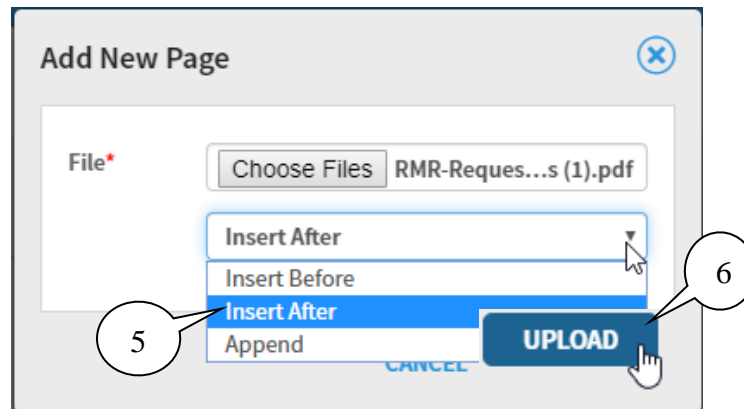 Add New Page
File*
Choose Files RMR-Reques...s (1).pdf
Insert After
Insert Before
Insert After
Append
5
6
UPLOAD
CANCEL